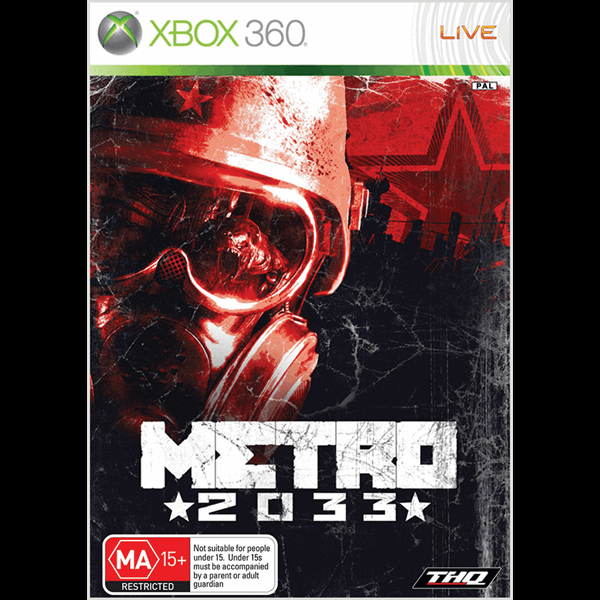 XBOX 360
LIVE
PAL
METRO
2033
MA 15+
RESTRICTED
Not suitable for people
under 15. Under 15s
must be accompanied
by a parent or adult
guardian
THQ